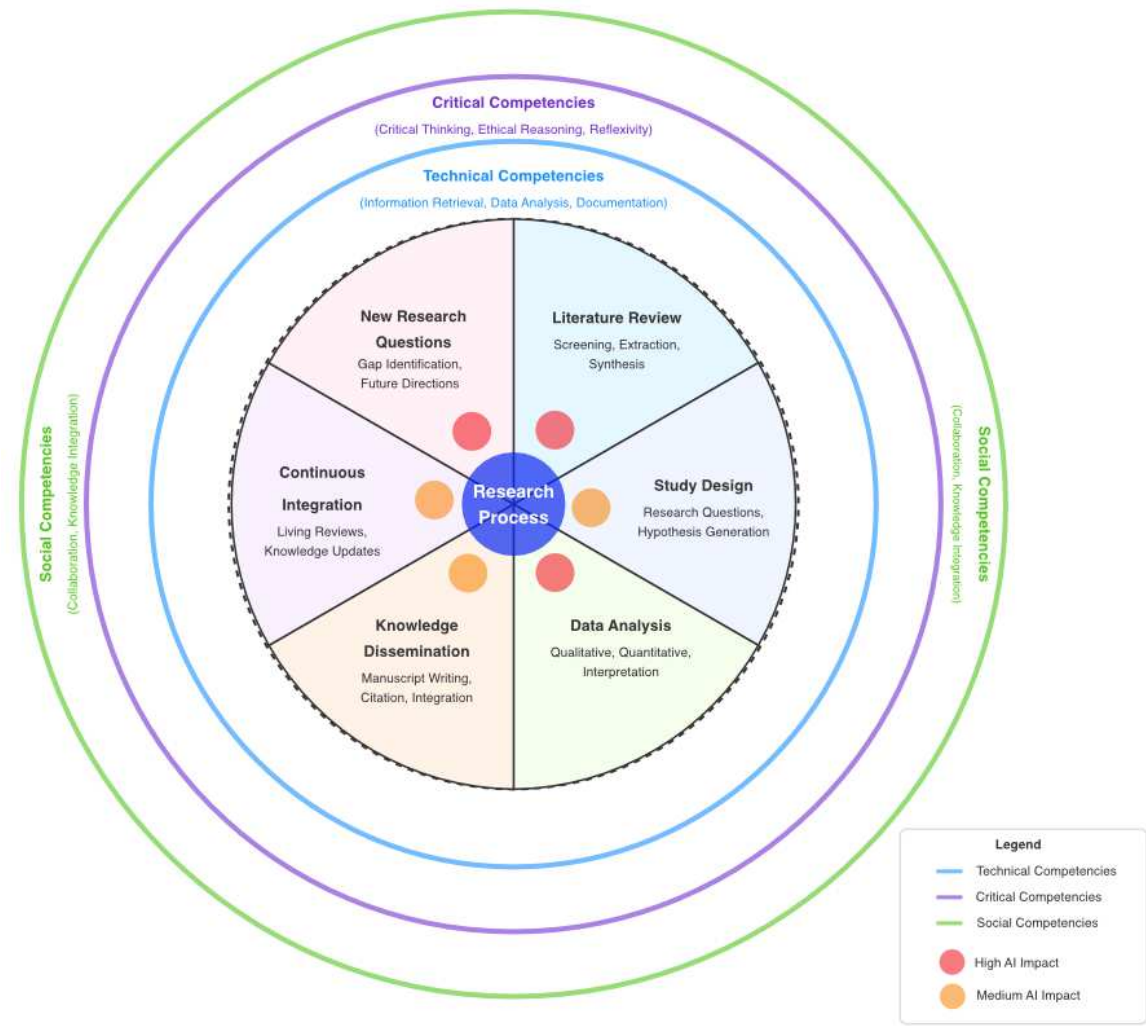 Critical Competencies
(Critical Thinking, Ethical Reasoning, Reflexivity)
Technical Competencies
(Information Retrieval, Data Analysis, Documentation)
New Research
Questions
Gap Identification,
Future Directions
Literature Review
Screening, Extraction,
Synthesis
Social Competencies
(Collaboration, Knowledge Integration)
Continuous
Integration
Living Reviews,
Knowledge Updates
Research
Process
Study Design
Research Questions,
Hypothesis Generation
Social Competencies
(Collaboration, Knowledge Integration)
Knowledge
Dissemination
Manuscript Writing,
Citation, Integration
Data Analysis
Qualitative, Quantitative,
Interpretation
Legend
Technical Competencies
Critical Competencies
Social Competencies
High AI Impact
Medium AI Impact